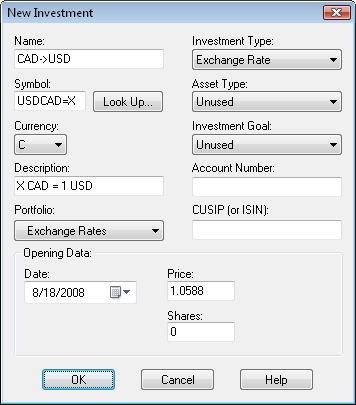 New Investment
Name:
CAD->USD
Investment Type:
Exchange Rate
Symbol:
USDCAD=X
Look Up...
Asset Type:
Unused
Currency:
C
Investment Goal:
Unused
Description:
X CAD = 1 USD
Account Number:
Portfolio:
Exchange Rates
CUSIP (or ISIN):
Opening Data:
Date:
8/18/2008
Price:
1.0588
Shares:
0
OK
Cancel
Help